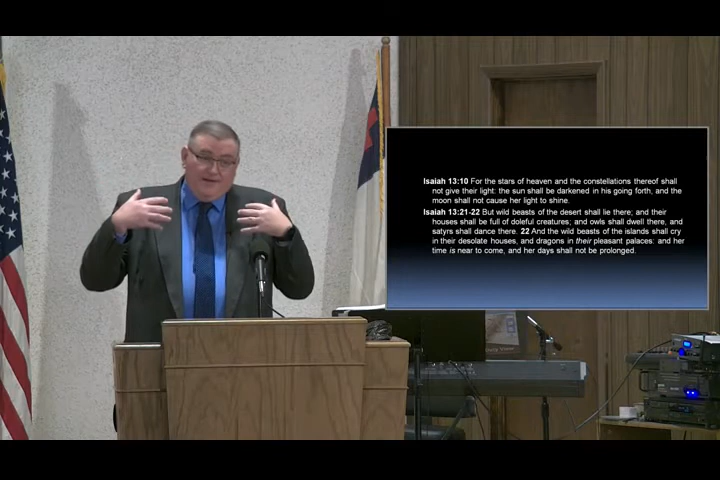 Isaiah 13:10 For the stars of heaven and the constellations thereof shall
not give their light: the sun shall be darkened in his going forth, and the
moon shall not cause her light to shine.
Isaiah 13:21-22 But wild beasts of the desert shall lie there; and their
houses shall be full of doleful creatures; and owls shall dwell there, and
satyrs shall dance there. 22 And the wild beasts of the islands shall cry
in their desolate houses, and dragons in their pleasant palaces: and her
time is near to come, and her days shall not be prolonged.